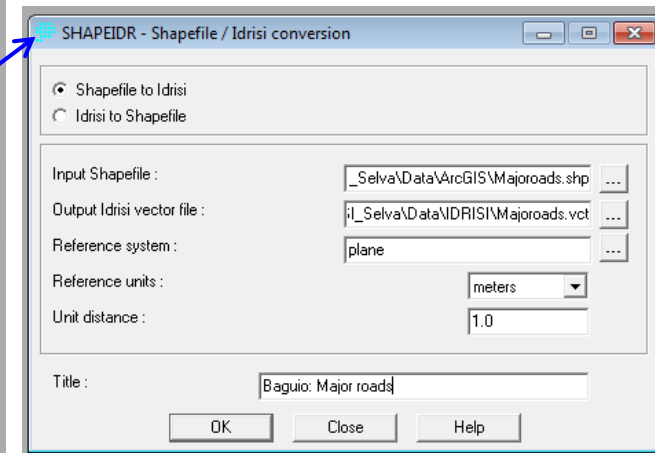 SHAPEIDR - Shapefile / Idrisi conversion
Shapefile to Idrisi
Idrisi to Shapefile
Input Shapefile : _Selva\Data\ArcGIS\Majoroads.shp ...
Output Idrisi vector file : il_Selva\Data\IDRISI\Majoroads.vct ...
Reference system : plane ...
Reference units : meters
Unit distance : 1.0
Title : Baguio: Major roads
OK Close Help